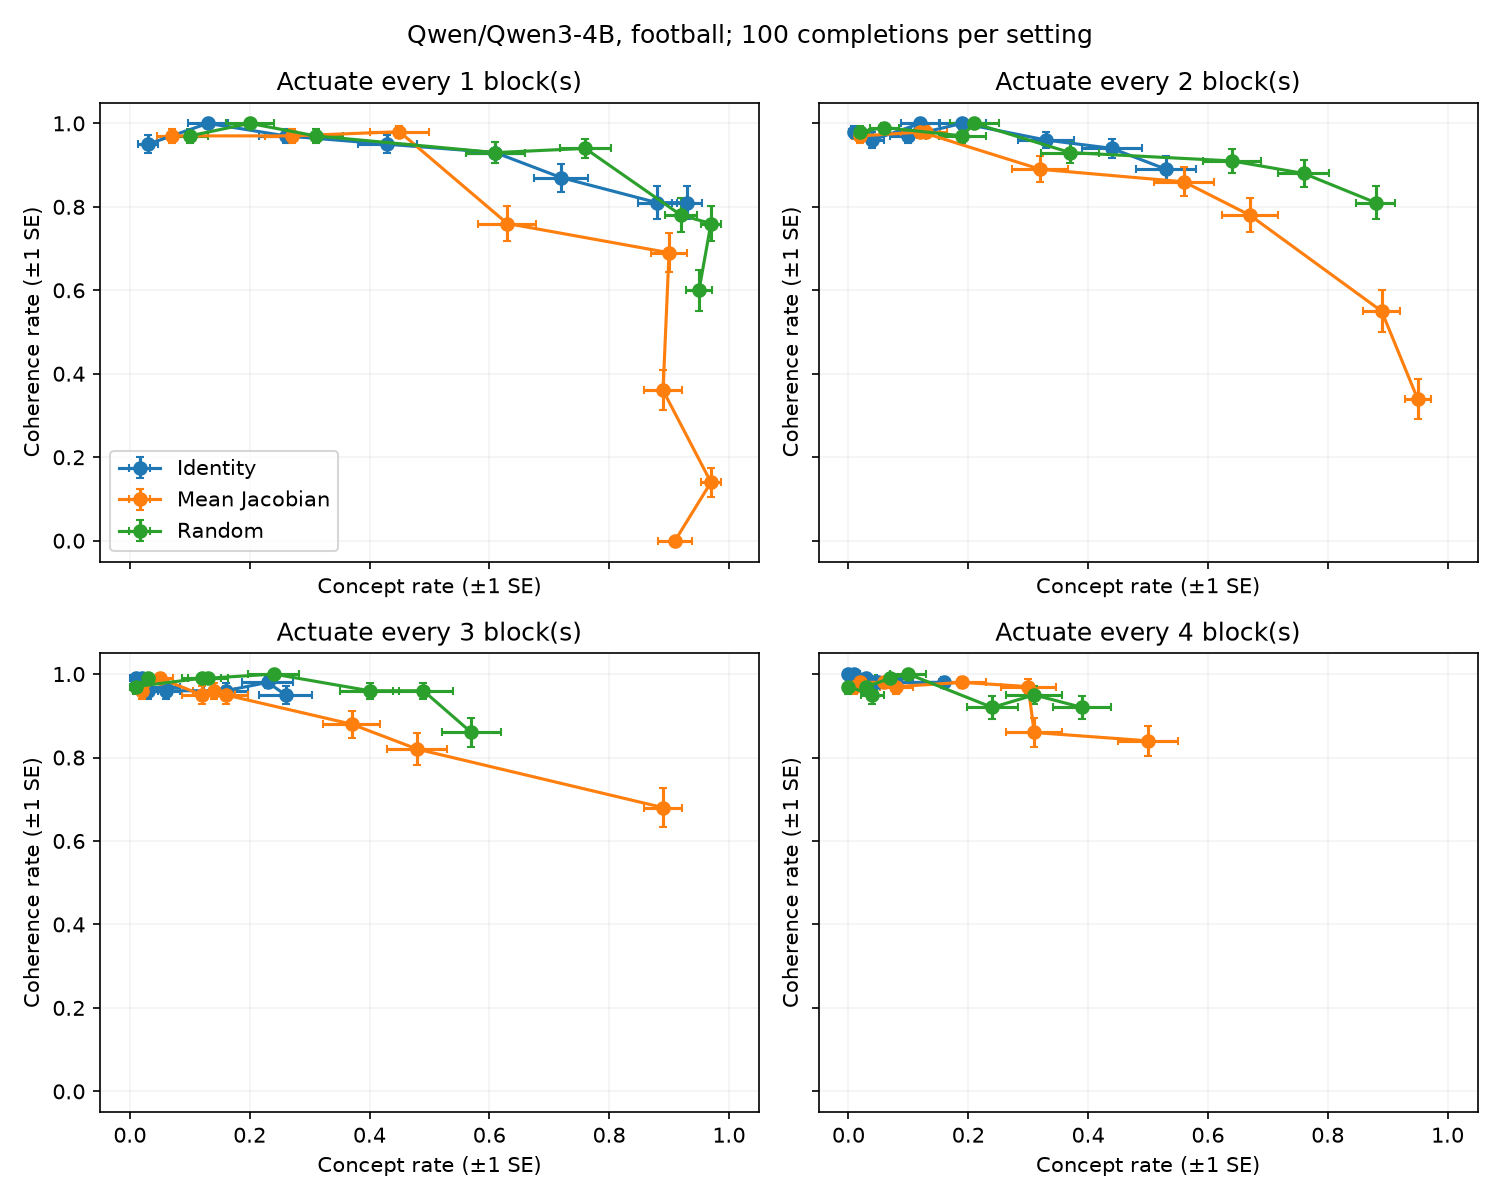 Qwen/Qwen3-4B, football; 100 completions per setting
Actuate every 1 block(s)
Coherence rate (±1 SE)
1.0
0.8
0.6
0.4
0.2
0.0
Identity
Mean Jacobian
Random
Concept rate (±1 SE)
Actuate every 2 block(s)
Coherence rate (±1 SE)
Concept rate (±1 SE)
Actuate every 3 block(s)
Coherence rate (±1 SE)
1.0
0.8
0.6
0.4
0.2
0.0
0.0 0.2 0.4 0.6 0.8 1.0
Concept rate (±1 SE)
Actuate every 4 block(s)
Coherence rate (±1 SE)
0.0 0.2 0.4 0.6 0.8 1.0
Concept rate (±1 SE)